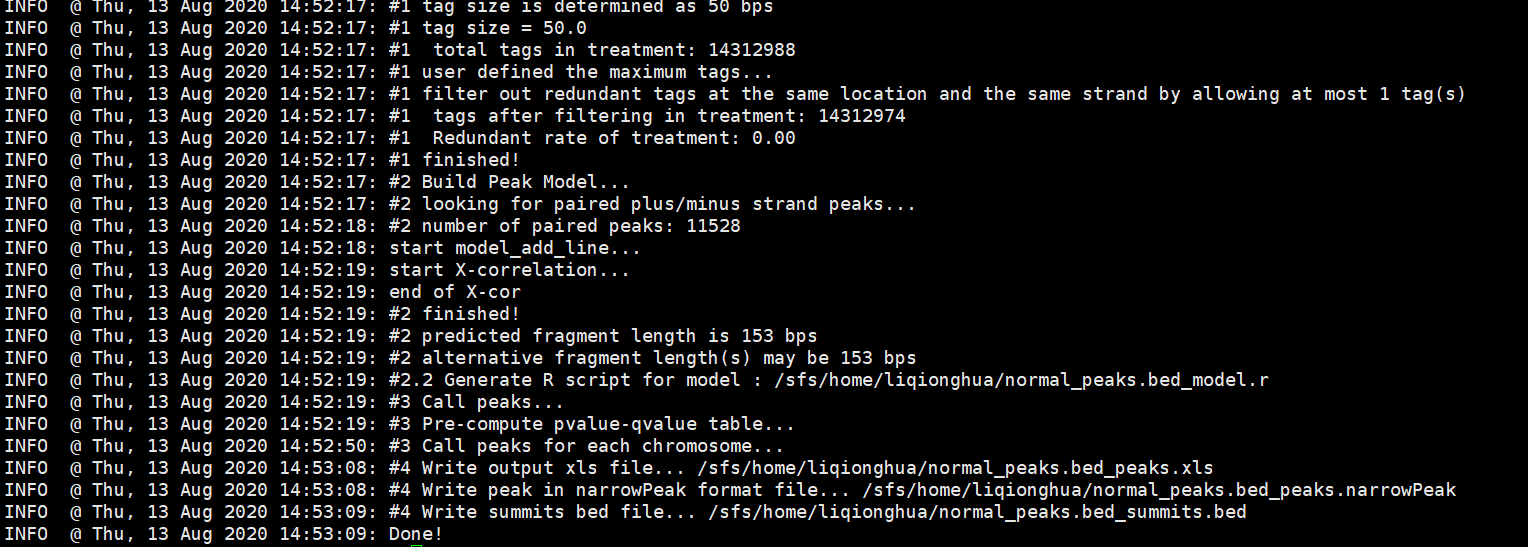 INFO  @ Thu, 13 Aug 2020 14:52:17: #1 tag size is determined as 50 bps
INFO  @ Thu, 13 Aug 2020 14:52:17: #1 tag size = 50.0
INFO  @ Thu, 13 Aug 2020 14:52:17: #1  total tags in treatment: 14312988
INFO  @ Thu, 13 Aug 2020 14:52:17: #1 user defined the maximum tags...
INFO  @ Thu, 13 Aug 2020 14:52:17: #1 filter out redundant tags at the same location and the same strand by allowing at most 1 tag(s)
INFO  @ Thu, 13 Aug 2020 14:52:17: #1  tags after filtering in treatment: 14312974
INFO  @ Thu, 13 Aug 2020 14:52:17: #1  Redundant rate of treatment: 0.00
INFO  @ Thu, 13 Aug 2020 14:52:17: #1 finished!
INFO  @ Thu, 13 Aug 2020 14:52:17: #2 Build Peak Model...
INFO  @ Thu, 13 Aug 2020 14:52:17: #2 looking for paired plus/minus strand peaks...
INFO  @ Thu, 13 Aug 2020 14:52:18: #2 number of paired peaks: 11528
INFO  @ Thu, 13 Aug 2020 14:52:18: start model_add_line...
INFO  @ Thu, 13 Aug 2020 14:52:19: start X-correlation...
INFO  @ Thu, 13 Aug 2020 14:52:19: end of X-cor
INFO  @ Thu, 13 Aug 2020 14:52:19: #2 finished!
INFO  @ Thu, 13 Aug 2020 14:52:19: #2 predicted fragment length is 153 bps
INFO  @ Thu, 13 Aug 2020 14:52:19: #2 alternative fragment length(s) may be 153 bps
INFO  @ Thu, 13 Aug 2020 14:52:19: #2.2 Generate R script for model : /sfs/home/liqionghua/normal_peaks.bed_model.r
INFO  @ Thu, 13 Aug 2020 14:52:19: #3 Call peaks...
INFO  @ Thu, 13 Aug 2020 14:52:19: #3 Pre-compute pvalue-qvalue table...
INFO  @ Thu, 13 Aug 2020 14:52:50: #3 Call peaks for each chromosome...
INFO  @ Thu, 13 Aug 2020 14:53:08: #4 Write output xls file... /sfs/home/liqionghua/normal_peaks.bed_peaks.xls
INFO  @ Thu, 13 Aug 2020 14:53:08: #4 Write peak in narrowPeak format file... /sfs/home/liqionghua/normal_peaks.bed_peaks.narrowPeak
INFO  @ Thu, 13 Aug 2020 14:53:09: #4 Write summits bed file... /sfs/home/liqionghua/normal_peaks.bed_summits.bed
INFO  @ Thu, 13 Aug 2020 14:53:09: Done!